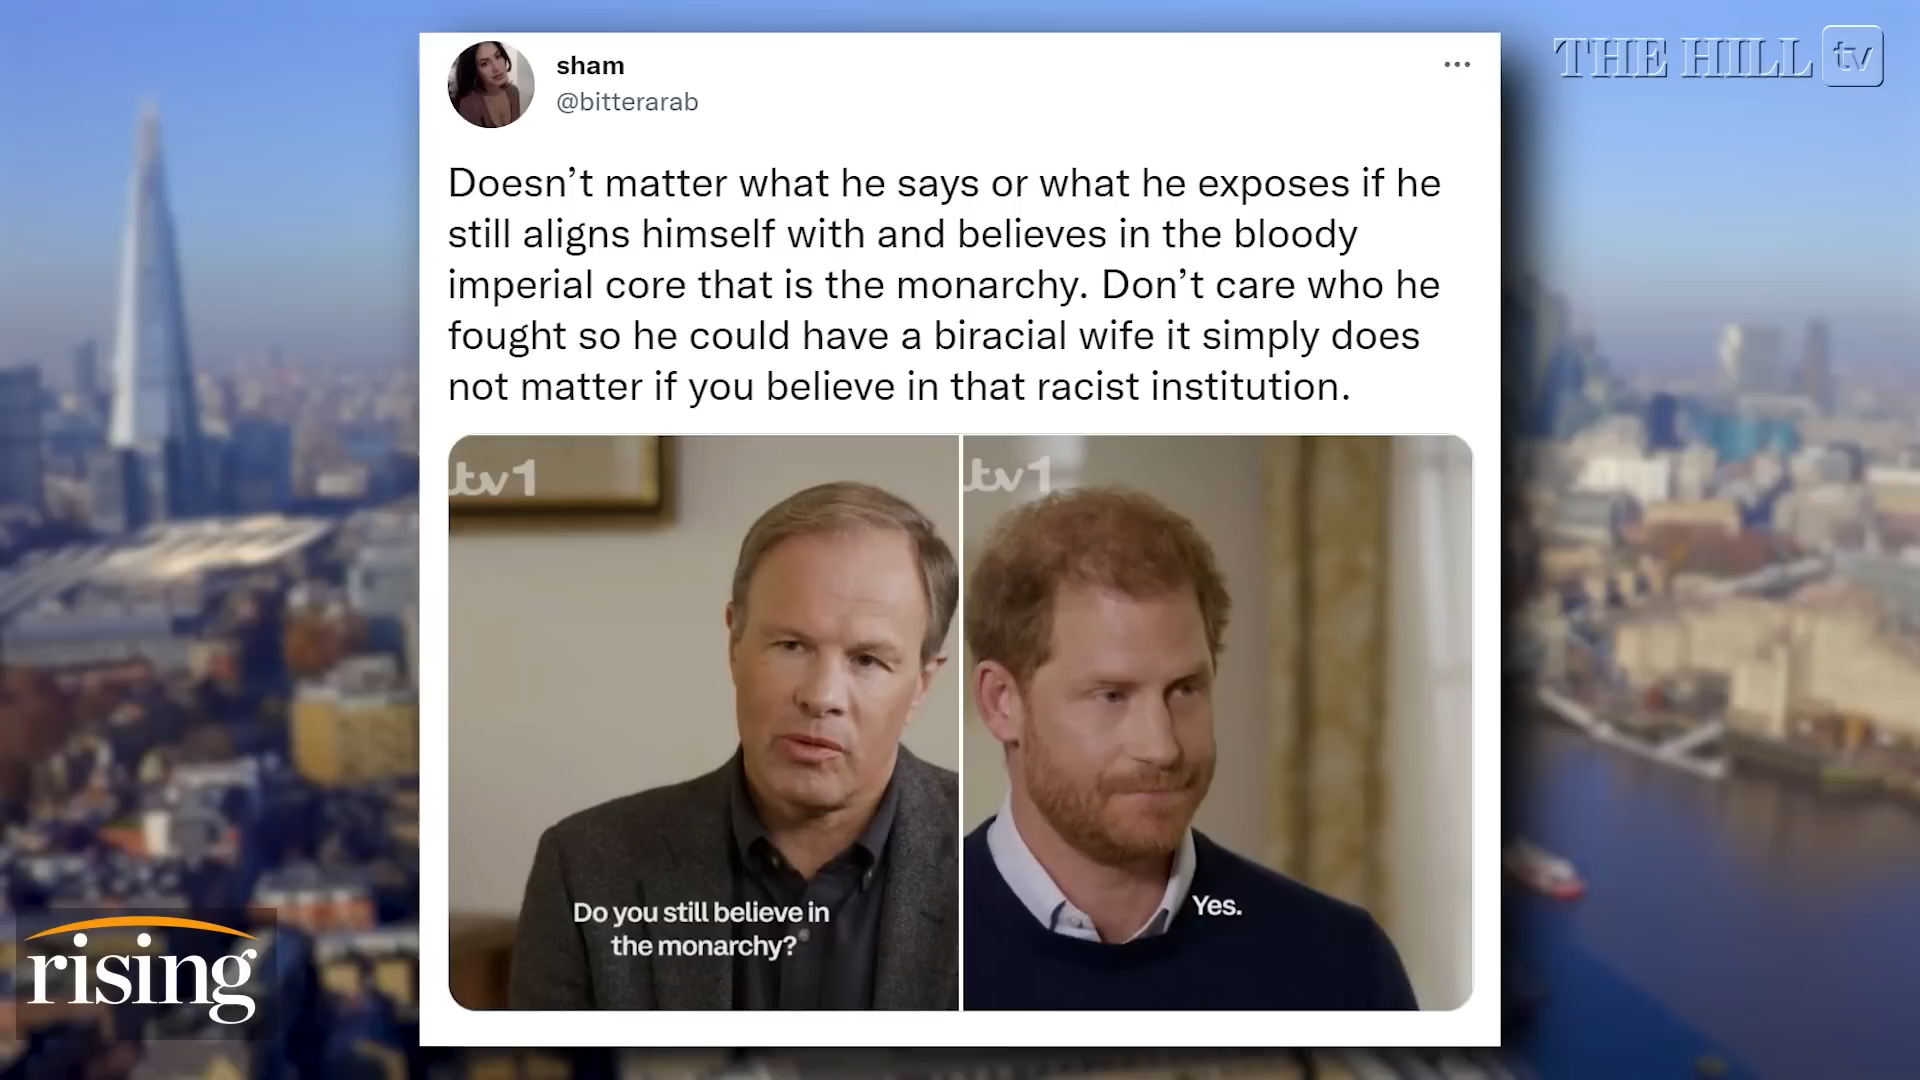 THE HILL tv
sham
@bitterarab
Doesn’t matter what he says or what he exposes if he
still aligns himself with and believes in the bloody
imperial core that is the monarchy. Don’t care who he
fought so he could have a biracial wife it simply does
not matter if you believe in that racist institution.
itv1
itv1
Do you still believe in
the monarchy?
Yes.
rising